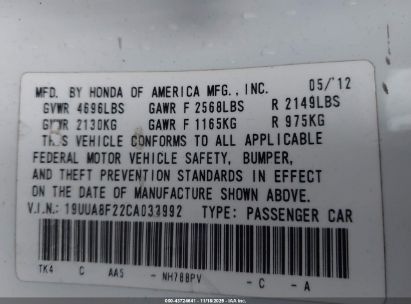 MFD. BY HONDA OF AMERICA MFG., INC. 05/'12
GVWR 4696LBS GAWR F 2568LBS R 2149LBS
GVWR 2130KG GAWR F 1165KG R 975KG
THIS VEHICLE CONFORMS TO ALL APPLICABLE
FEDERAL MOTOR VEHICLE SAFETY, BUMPER,
AND THEFT PREVENTION STANDARDS IN EFFECT
ON THE DATE OF MANUFACTURE SHOWN ABOVE.
V.I.N.: 19UUA8F22CA033992 TYPE: PASSENGER CAR
TK4 C AA5 - NH788PV - C - A